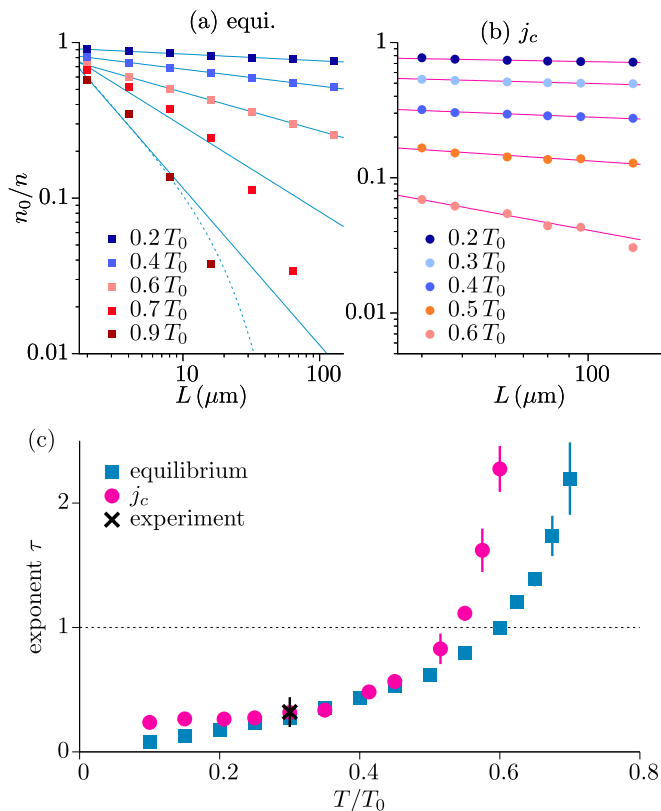 (a) equi.
(b) j_c
n_0/n
1
0.1
0.01
0.2 T_0
0.4 T_0
0.6 T_0
0.7 T_0
0.9 T_0
10
100
L (μm)
1
0.1
0.01
0.2 T_0
0.3 T_0
0.4 T_0
0.5 T_0
0.6 T_0
100
L (μm)
(c)
equilibrium
j_c
experiment
exponent τ
2
1
0
0
0.2
0.4
0.6
0.8
T/T_0